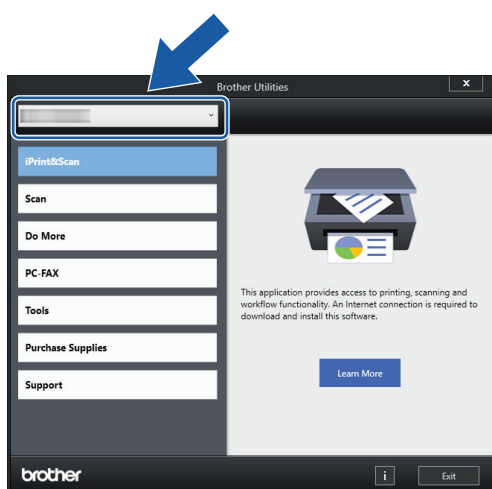 Brother Utilities
x
iPrint&Scan
Scan
Do More
PC-FAX
Tools
Purchase Supplies
Support
This application provides access to printing, scanning and
workflow functionality. An Internet connection is required to
download and install this software.
Learn More
brother
i
Exit